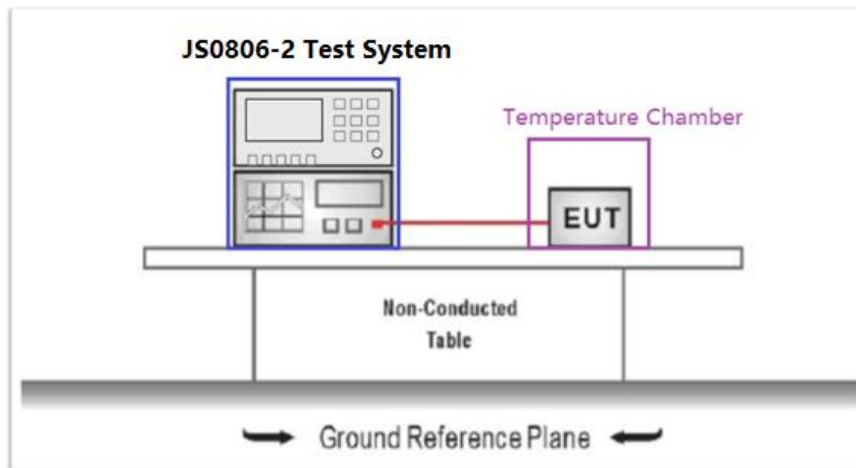 JS0806-2 Test System
Temperature Chamber
EUT
Non-Conducted
Table
Ground Reference Plane